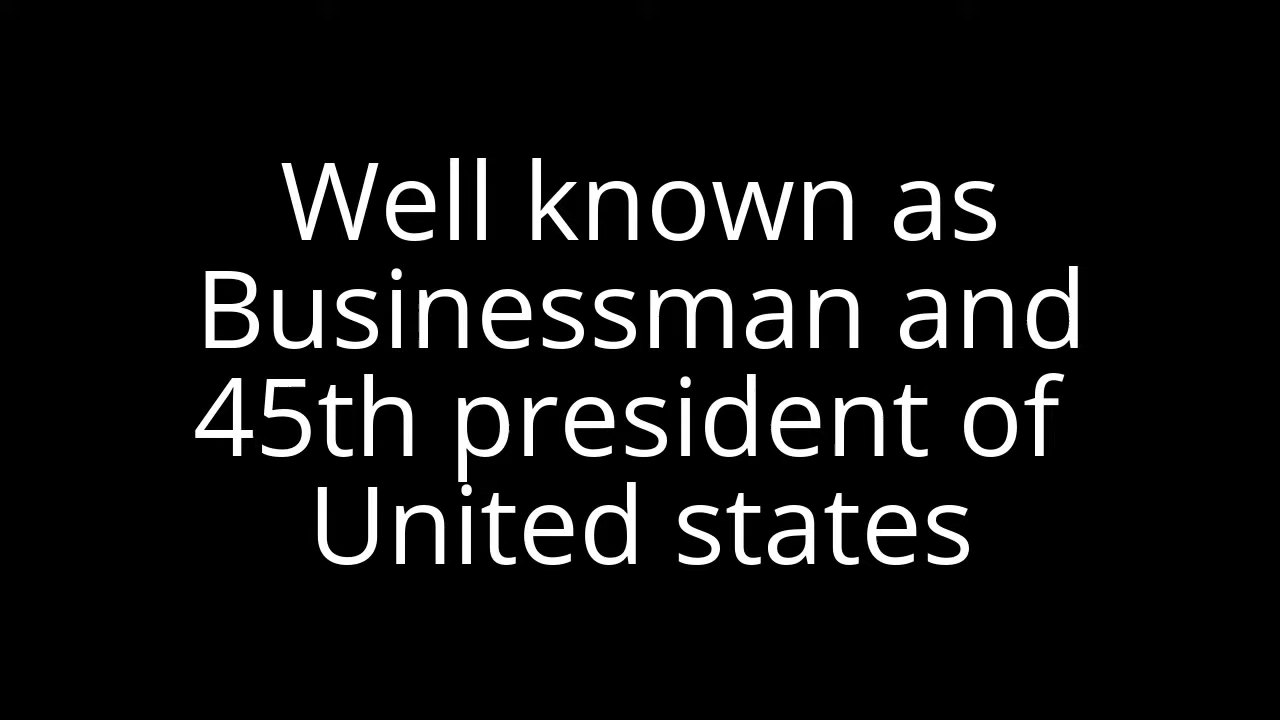 Well known as
Businessman and
45th president of
United states